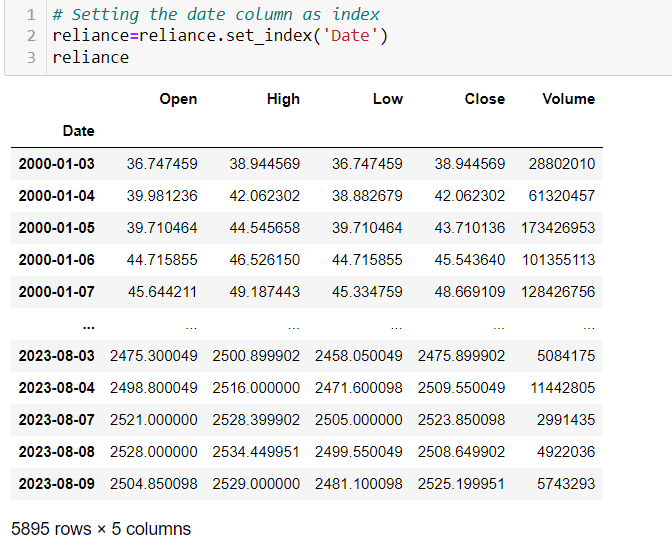 1 # Setting the date column as index
2 reliance=reliance.set_index('Date')
3 reliance
Open High Low Close Volume
Date
2000-01-03 36.747459 38.944569 36.747459 38.944569 28802010
2000-01-04 39.981236 42.062302 38.882679 42.062302 61320457
2000-01-05 39.710464 44.545658 39.710464 43.710136 173426953
2000-01-06 44.715855 46.526150 44.715855 45.543640 101355113
2000-01-07 45.644211 49.187443 45.334759 48.669109 128426756
... ... ... ... ... ...
2023-08-03 2475.300049 2500.899902 2458.050049 2475.899902 5084175
2023-08-04 2498.800049 2516.000000 2471.600098 2509.550049 11442805
2023-08-07 2521.000000 2528.399902 2505.000000 2523.850098 2991435
2023-08-08 2528.000000 2534.449951 2499.550049 2508.649902 4922036
2023-08-09 2504.850098 2529.000000 2481.100098 2525.199951 5743293
5895 rows × 5 columns